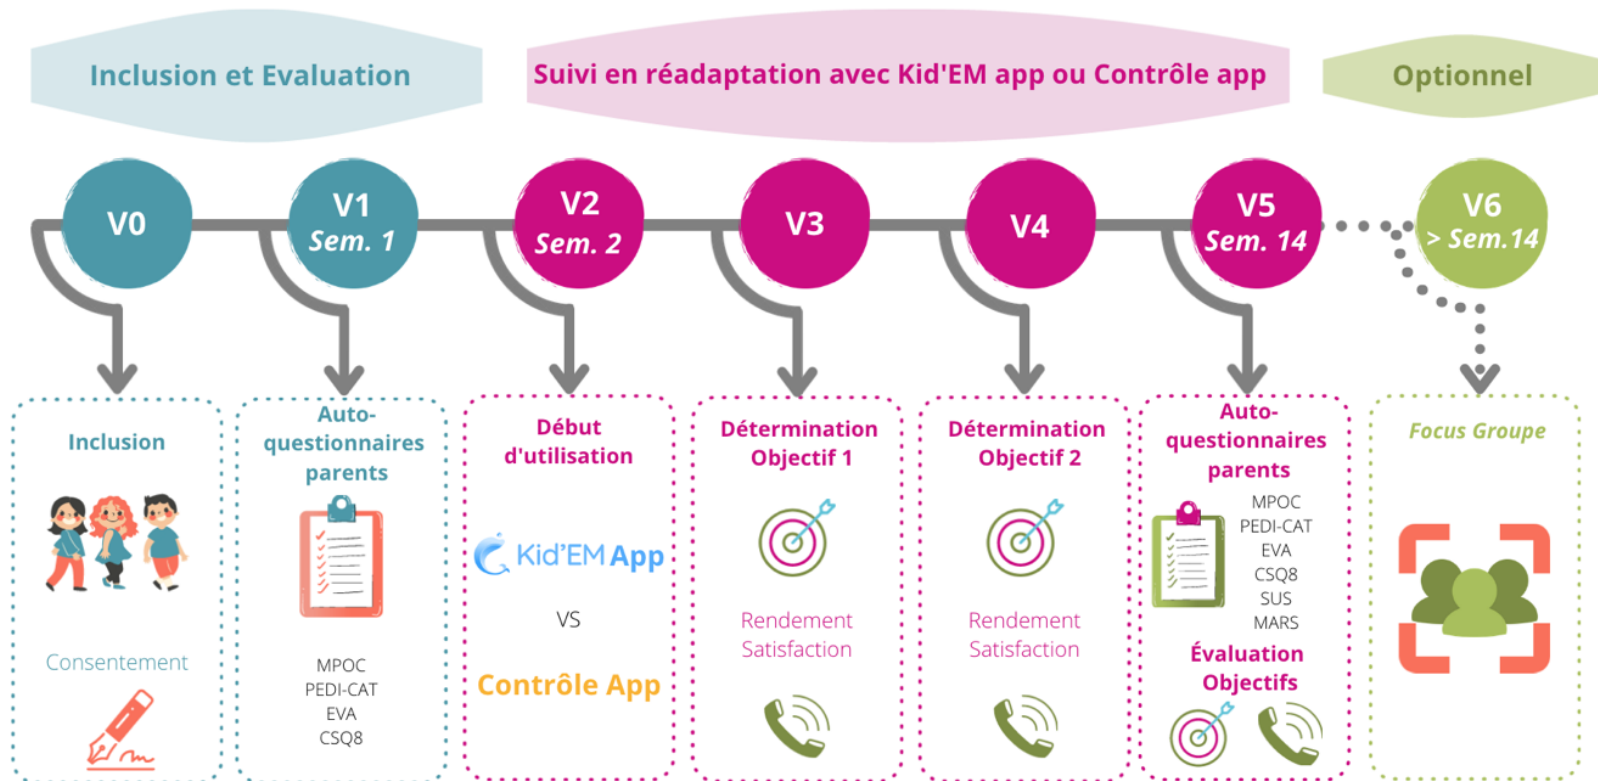 Inclusion et Evaluation
Suivi en réadaptation avec Kid'EM app ou Contrôle app
Optionnel
V0
V1
Sem. 1
V2
Sem. 2
V3
V4
V5
Sem. 14
V6
> Sem.14
Inclusion
Consentement
Auto-
questionnaires
parents
MPOC
PEDI-CAT
EVA
CSQ8
Début
d'utilisation
Kid'EM App
VS
Contrôle App
Détermination
Objectif 1
Rendement
Satisfaction
Détermination
Objectif 2
Rendement
Satisfaction
Auto-
questionnaires
parents
MPOC
PEDI-CAT
EVA
CSQ8
SUS
MARS
Évaluation
Objectifs
Focus Groupe